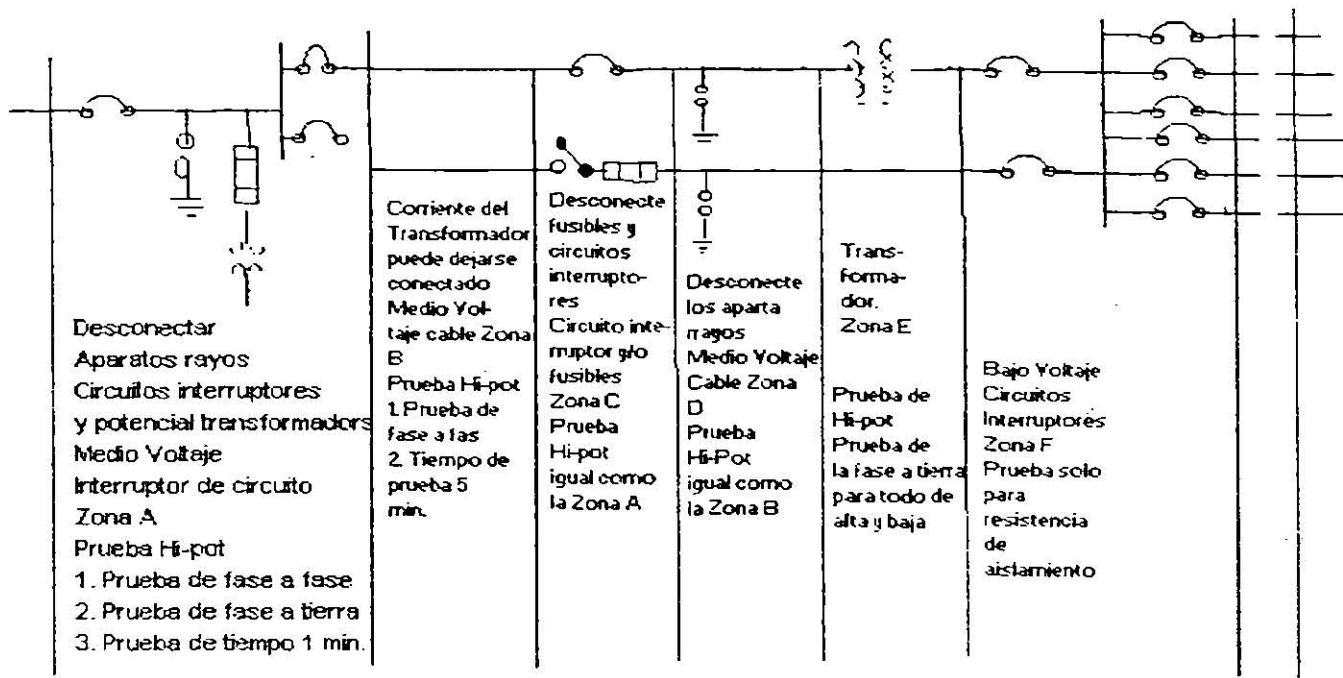 Desconectar
Aparatos rayos
Circuitos interruptores
y potencial transformadors
Medio Voltaje
Interruptor de circuito
Zona A
Prueba Hi-pot
1. Prueba de fase a fase
2. Prueba de fase a tierra
3. Prueba de tiempo 1 min.
Corriente del
Transformador
puede dejarse
conectado
Medio Vol-
taje cable Zona
B
Prueba Hi-pot
1. Prueba de
fase a fas
2. Tiempo de
prueba 5
min.
Desconecte
fusibles y
circuitos
interrupto-
res
Circuito inte-
rruptor y/o
fusibles
Zona C
Prueba
Hi-pot
igual como
la Zona A
Desconecte
los aparta
rrayos
Medio Voltaje
Cable Zona
D
Prueba
Hi-Pot
igual como
la Zona B
Trans-
forma-
dor.
Zona E
Prueba de
Hi-pot
Prueba de
la fase a tierra
para todo de
alta y baja
Bajo Voltaje
Circuitos
Interruptores
Zona F
Prueba solo
para
resistencia
de
aislamiento